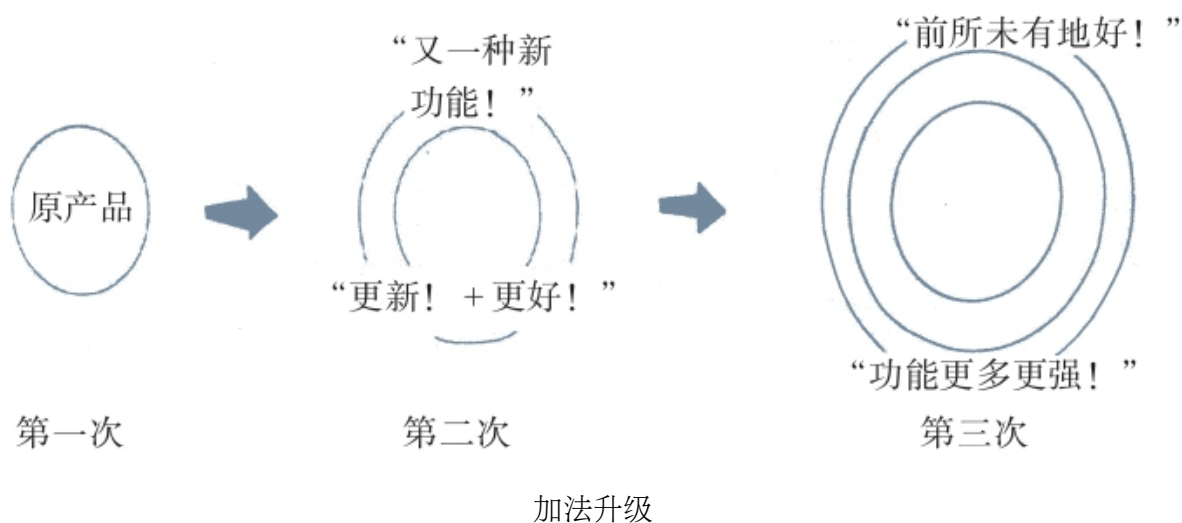 原产品
“又一种新
功能！”
“更新！+更好！”
“前所未有地好！”
“功能更多更强！”
第一次
第二次
第三次
加法升级